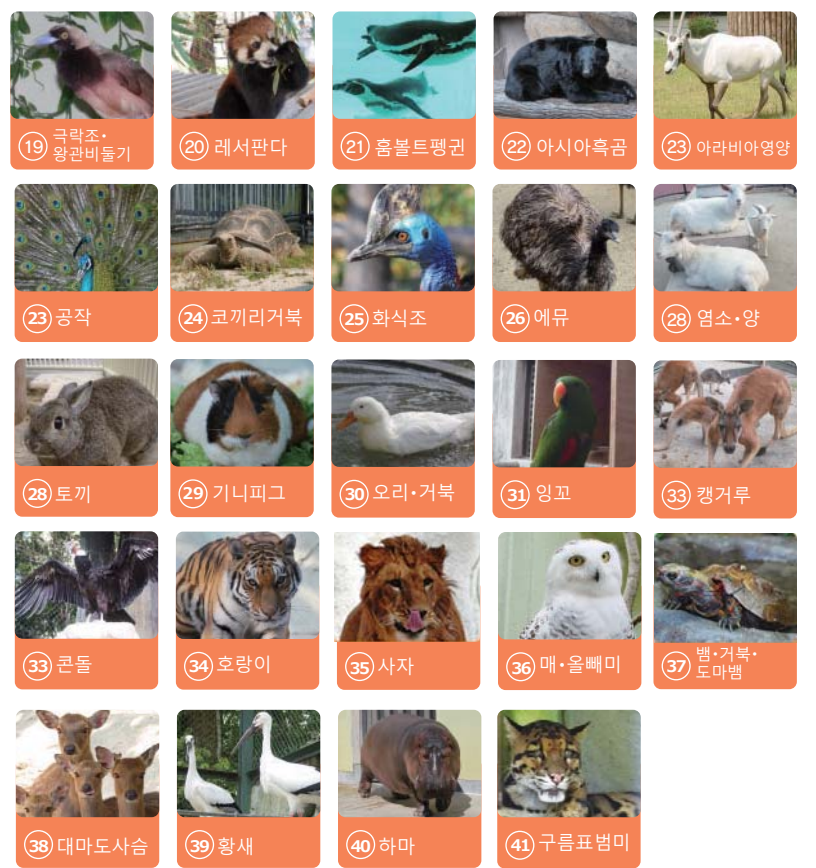 19 극락조·
왕관비둘기
20 레서판다
21 훔볼트펭귄
22 아시아흑곰
23 아라비아영양
23 공작
24 코끼리거북
25 화식조
26 에뮤
28 염소·양
28 토끼
29 기니피그
30 오리·거북
31 잉꼬
33 캥거루
33 콘돌
34 호랑이
35 사자
36 매·올빼미
37 뱀·거북·
도마뱀
38 대마도사슴
39 황새
40 하마
41 구름표범미